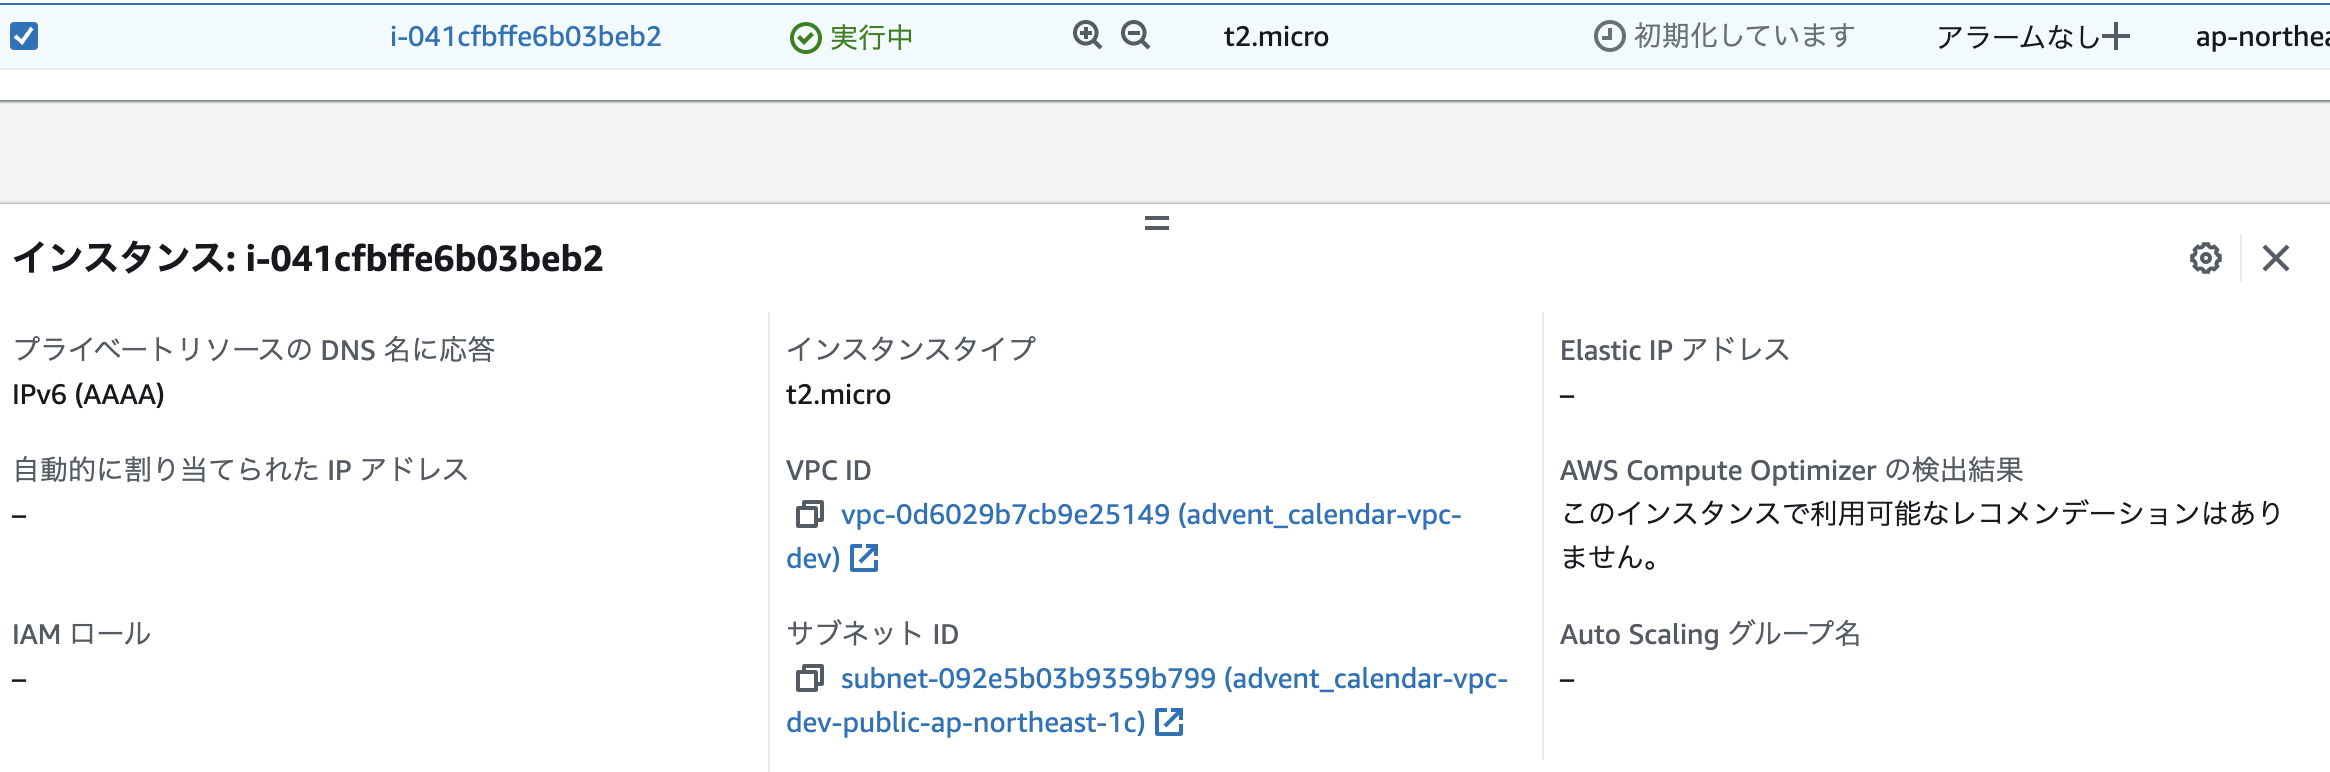 i-041cfbffe6b03beb2 実行中 t2.micro 初期化しています アラームなし ap-northea
インスタンス: i-041cfbffe6b03beb2
プライベートリソースの DNS 名に応答
IPv6 (AAAA)
インスタンスタイプ
t2.micro
Elastic IP アドレス
–
自動的に割り当てられた IP アドレス
–
VPC ID
vpc-0d6029b7cb9e25149 (advent_calendar-vpc-
dev)
AWS Compute Optimizer の検出結果
このインスタンスで利用可能なレコメンデーションはあり
ません。
IAM ロール
–
サブネット ID
subnet-092e5b03b9359b799 (advent_calendar-vpc-
dev-public-ap-northeast-1c)
Auto Scaling グループ名
–